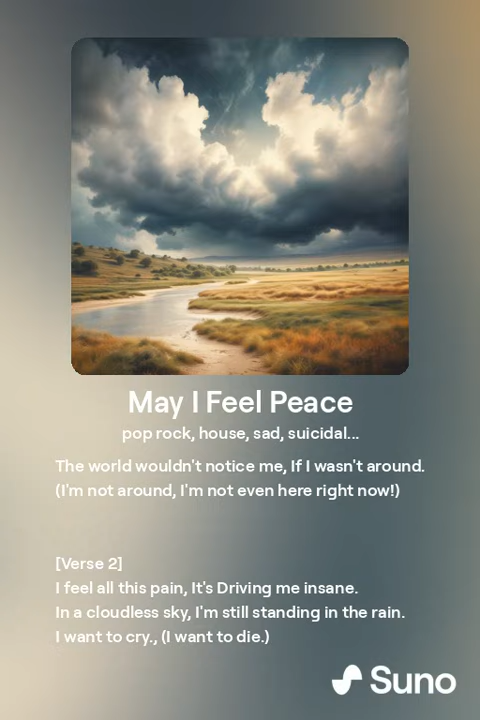 May I Feel Peace
pop rock, house, sad, suicidal...
The world wouldn't notice me, If I wasn't around.
(I'm not around, I'm not even here right now!)
[Verse 2]
I feel all this pain, It's Driving me insane.
In a cloudless sky, I'm still standing in the rain.
I want to cry., (I want to die.)
Suno